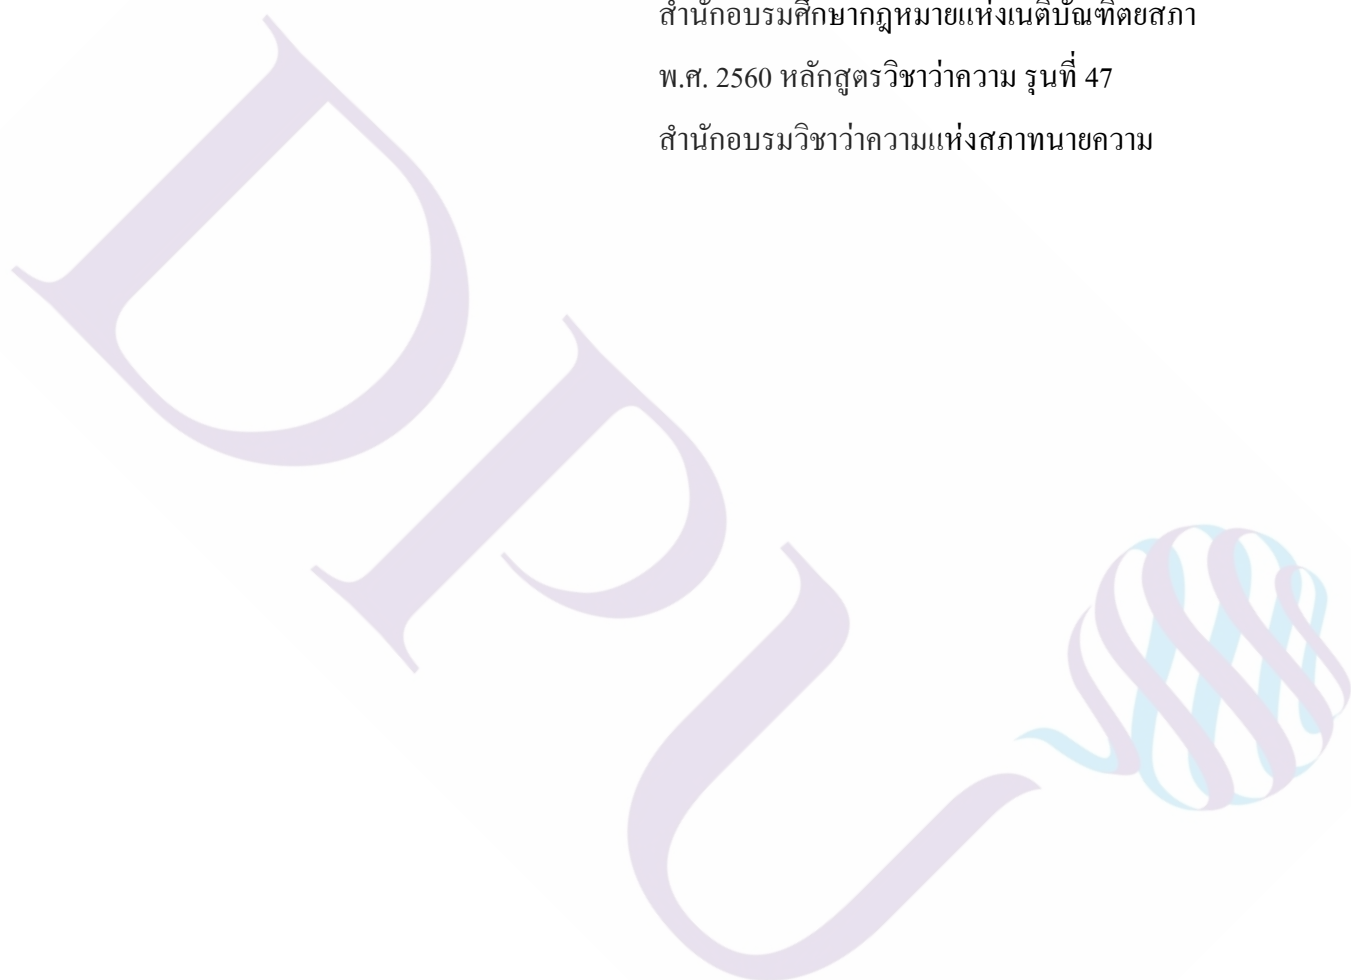 สำนักอบรมศึกษากฎหมายแห่งเนติบัณฑิตยสภา
พ.ศ. 2560 หลักสูตรวิชาว่าความ รุนที่ 47
สำนักอบรมวิชาว่าความแห่งสภาทนายความ
DPU